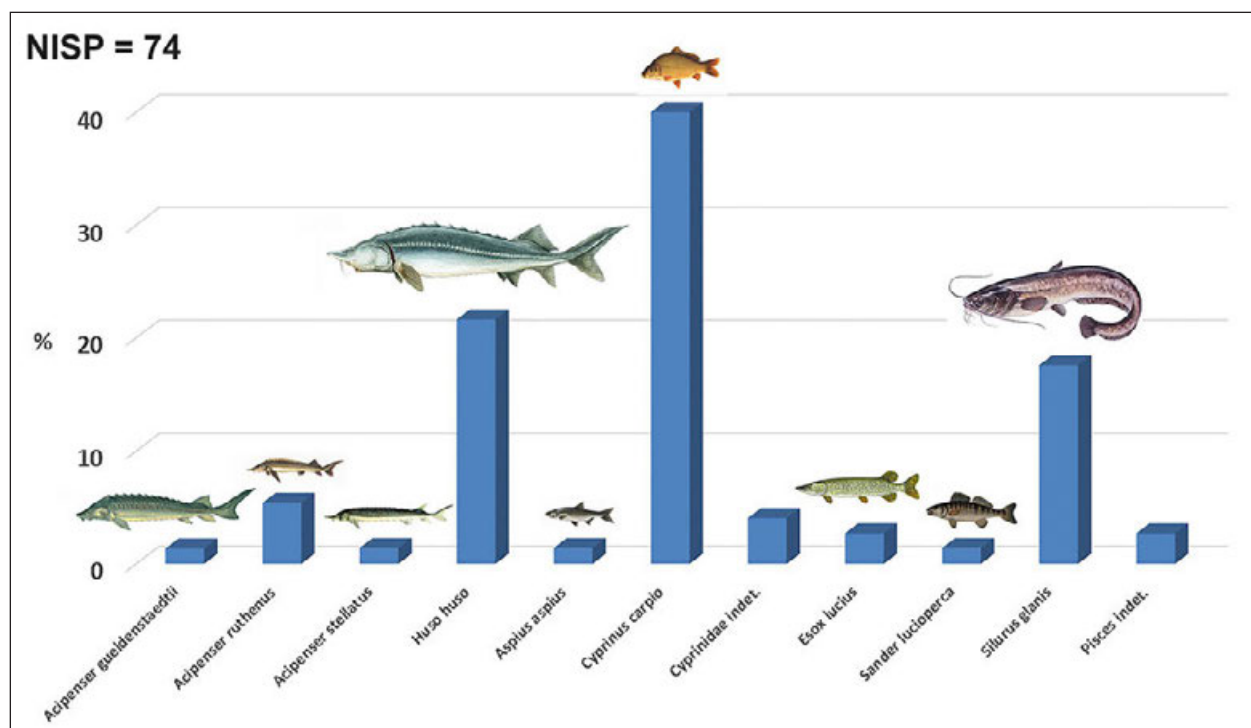 NISP = 74
40
30
%
20
10
0
Acipenser gueldenstaedtii
Acipenser ruthenus
Acipenser stellatus
Huso huso
Aspius aspius
Cyprinus carpio
Cyprinidae indet.
Esox lucius
Sander lucioperca
Silurus glanis
Pisces indet.